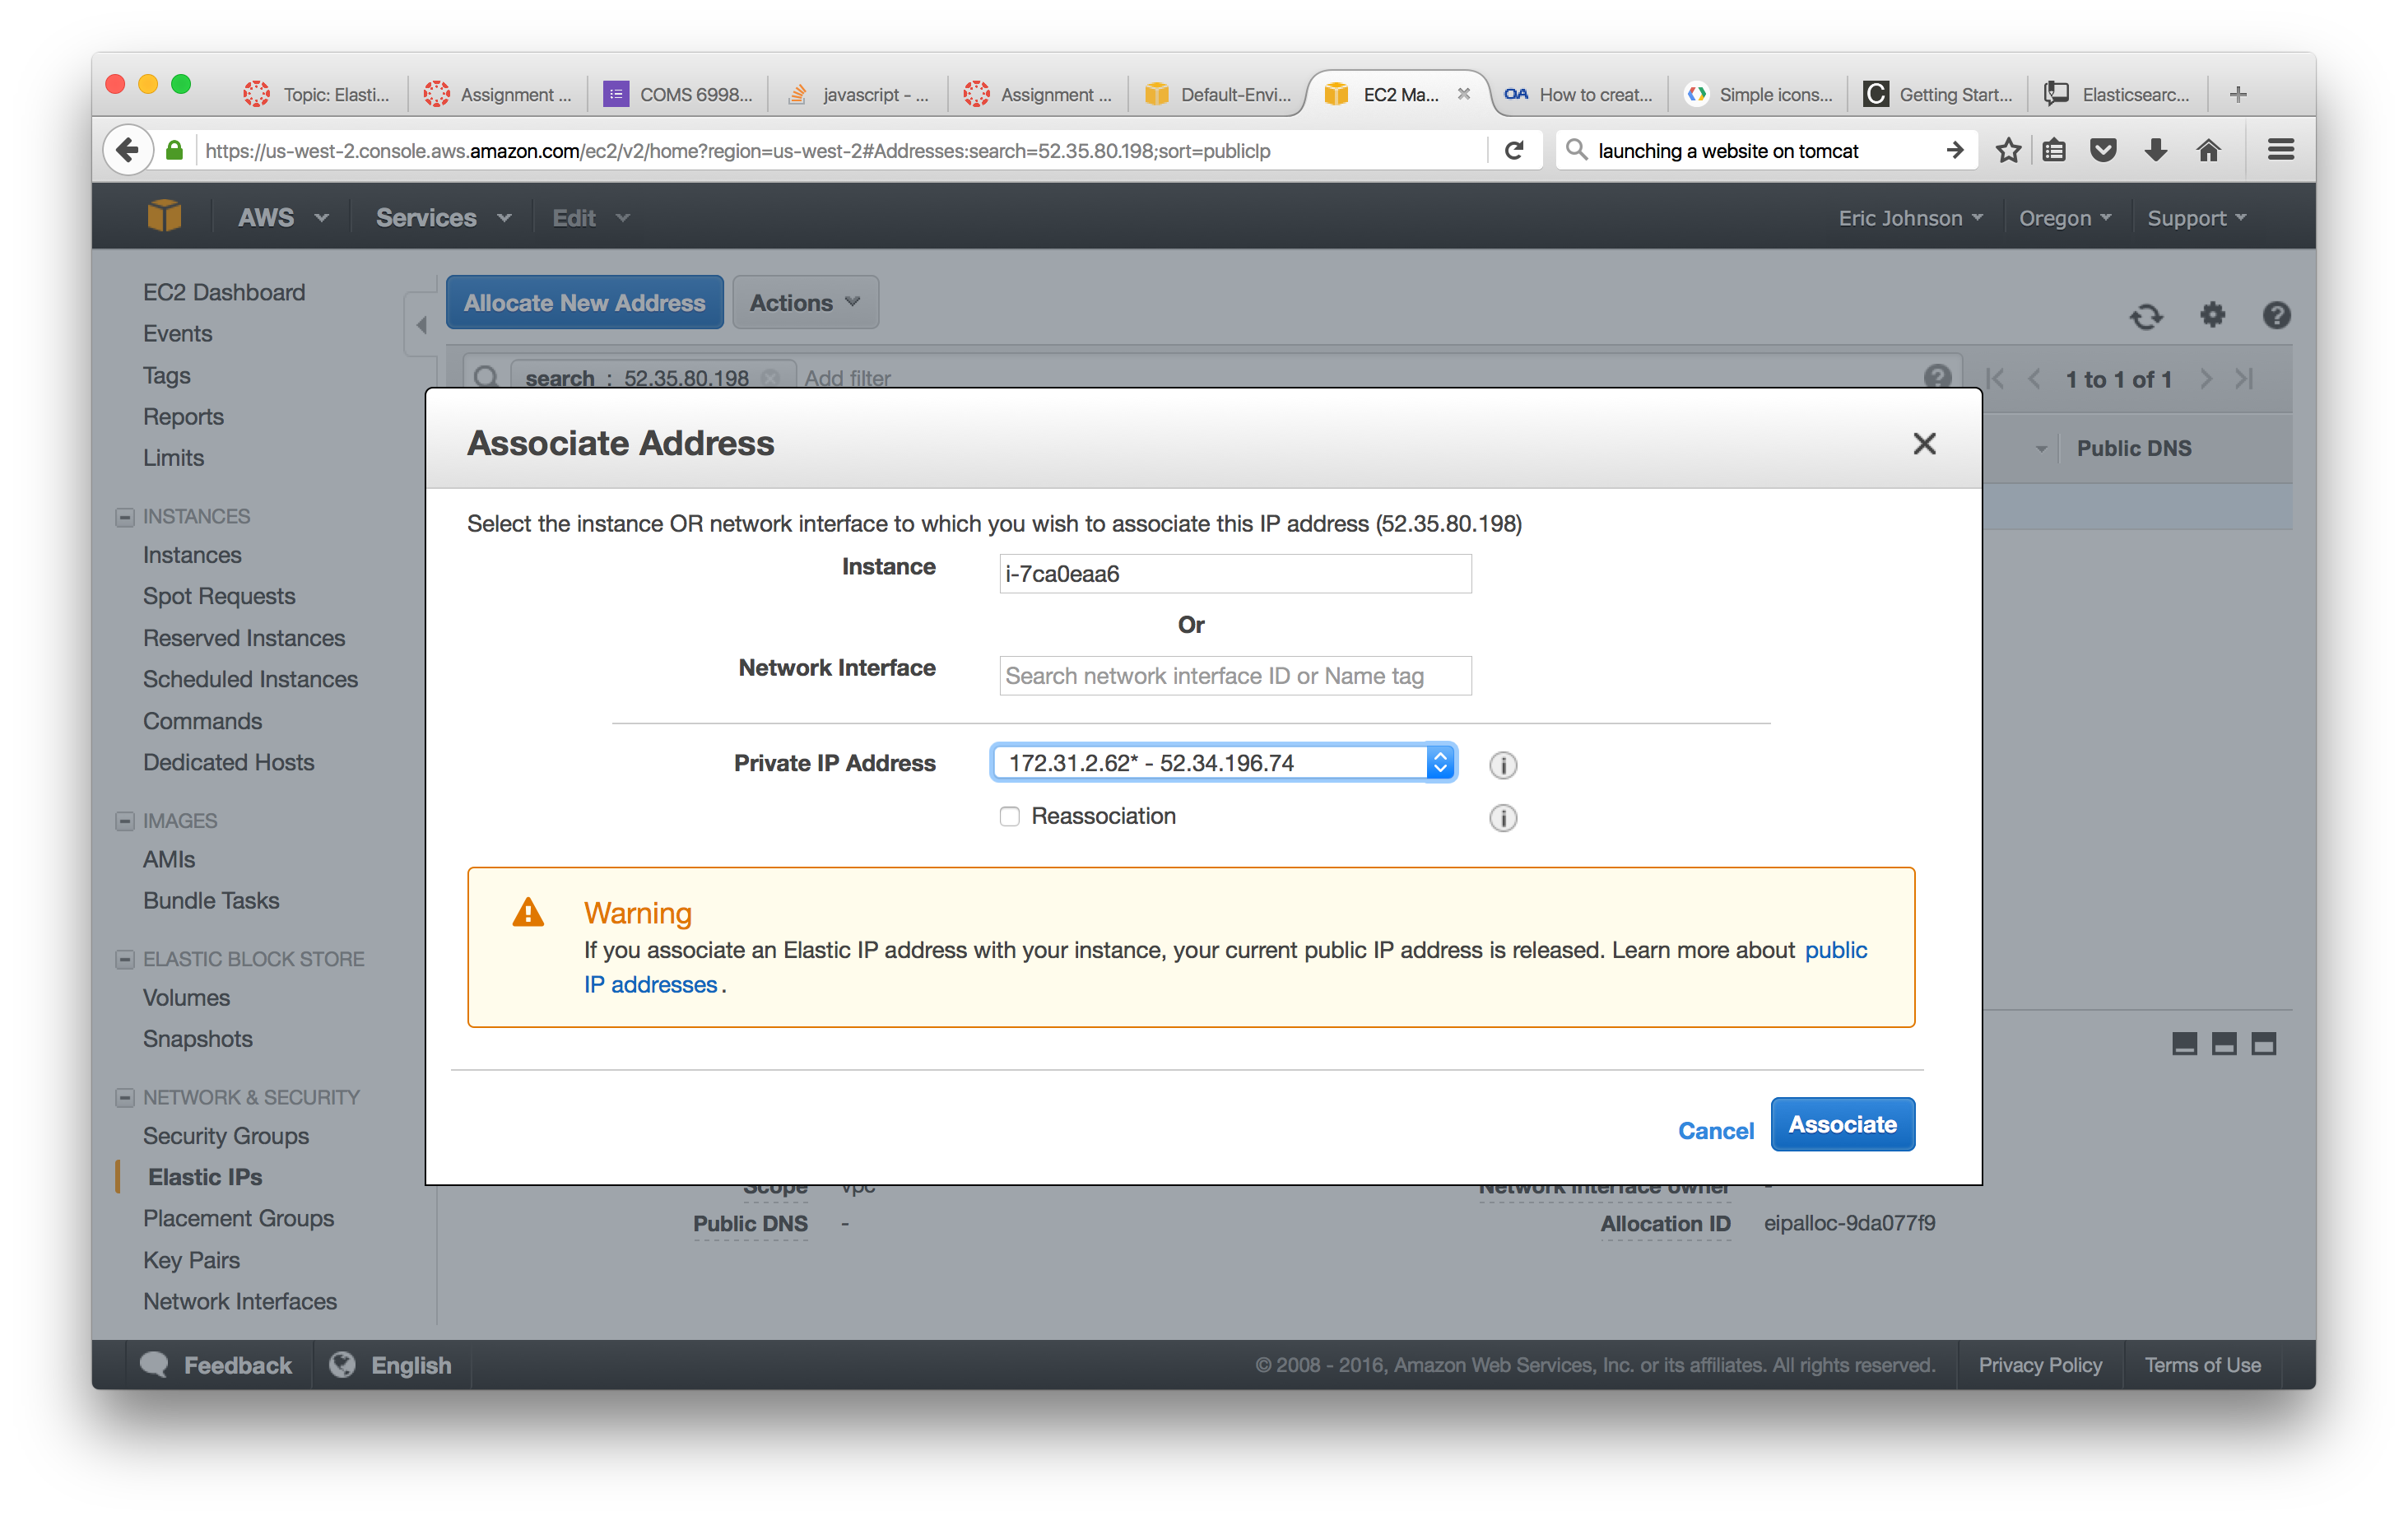 Topic: Elasti...
Assignment ...
COMS 6998...
javascript - ...
Assignment ...
Default-Envi...
EC2 Ma...
OA How to creat...
Simple icons...
C Getting Start...
Elasticsearc...
https://us-west-2.console.aws.amazon.com/ec2/v2/home?region=us-west-2#Addresses:search=52.35.80.198;sort=publicIp
launching a website on tomcat
AWS
Services
Edit
Eric Johnson
Oregon
Support
EC2 Dashboard
Events
Tags
Reports
Limits
INSTANCES
Instances
Spot Requests
Reserved Instances
Scheduled Instances
Commands
Dedicated Hosts
IMAGES
AMIs
Bundle Tasks
ELASTIC BLOCK STORE
Volumes
Snapshots
NETWORK & SECURITY
Security Groups
Elastic IPs
Placement Groups
Key Pairs
Network Interfaces
Allocate New Address
Actions
search : 52.35.80.198
Add filter
1 to 1 of 1
Public DNS
Associate Address
Select the instance OR network interface to which you wish to associate this IP address (52.35.80.198)
Instance
i-7ca0eaa6
Or
Network Interface
Search network interface ID or Name tag
Private IP Address
172.31.2.62* - 52.34.196.74
Reassociation
Warning
If you associate an Elastic IP address with your instance, your current public IP address is released. Learn more about public
IP addresses.
Cancel
Associate
Scope vpc
Network interface owner -
Public DNS -
Allocation ID eipalloc-9da077f9
Feedback
English
© 2008 - 2016, Amazon Web Services, Inc. or its affiliates. All rights reserved.
Privacy Policy
Terms of Use